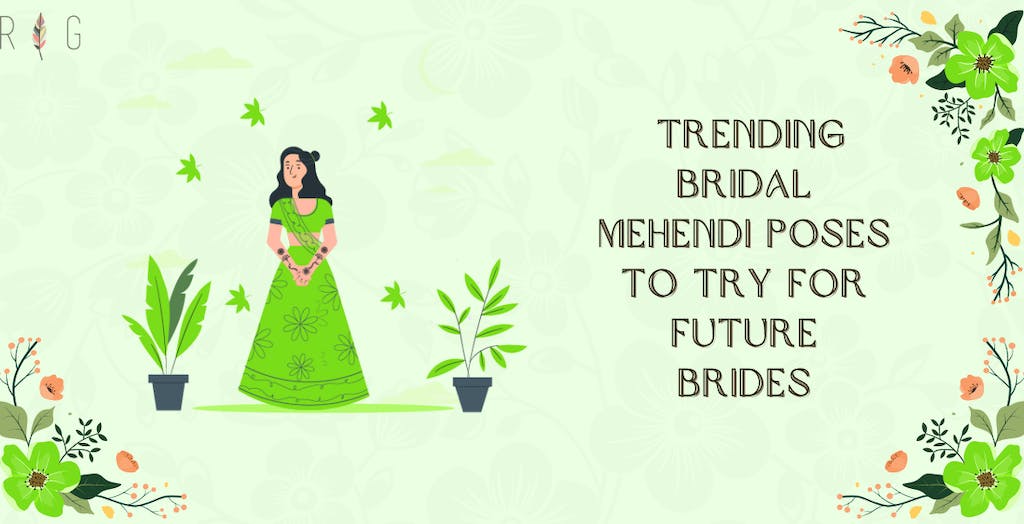 R G
TRENDING
BRIDAL
MEHENDI POSES
TO TRY FOR
FUTURE
BRIDES